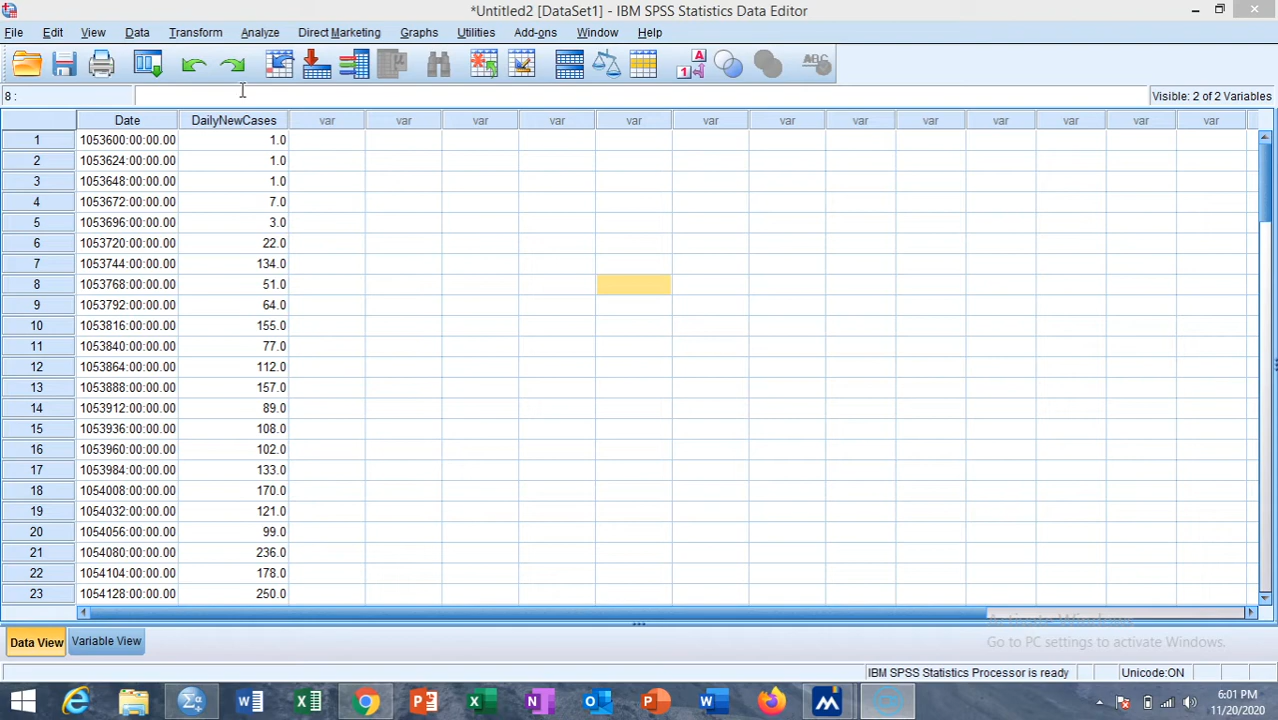 *Untitled2 [DataSet1] - IBM SPSS Statistics Data Editor
File Edit View Data Transform Analyze Direct Marketing Graphs Utilities Add-ons Window Help
8 : Visible: 2 of 2 Variables
Date DailyNewCases var var var var var var var var var var var var
1 1053600:00:00.00 1.0
2 1053624:00:00.00 1.0
3 1053648:00:00.00 1.0
4 1053672:00:00.00 7.0
5 1053696:00:00.00 3.0
6 1053720:00:00.00 22.0
7 1053744:00:00.00 134.0
8 1053768:00:00.00 51.0
9 1053792:00:00.00 64.0
10 1053816:00:00.00 155.0
11 1053840:00:00.00 77.0
12 1053864:00:00.00 112.0
13 1053888:00:00.00 157.0
14 1053912:00:00.00 89.0
15 1053936:00:00.00 108.0
16 1053960:00:00.00 102.0
17 1053984:00:00.00 133.0
18 1054008:00:00.00 170.0
19 1054032:00:00.00 121.0
20 1054056:00:00.00 99.0
21 1054080:00:00.00 236.0
22 1054104:00:00.00 178.0
23 1054128:00:00.00 250.0
Activate Windows
Go to PC settings to activate Windows.
Data View Variable View
IBM SPSS Statistics Processor is ready Unicode:ON
6:01 PM
11/20/2020